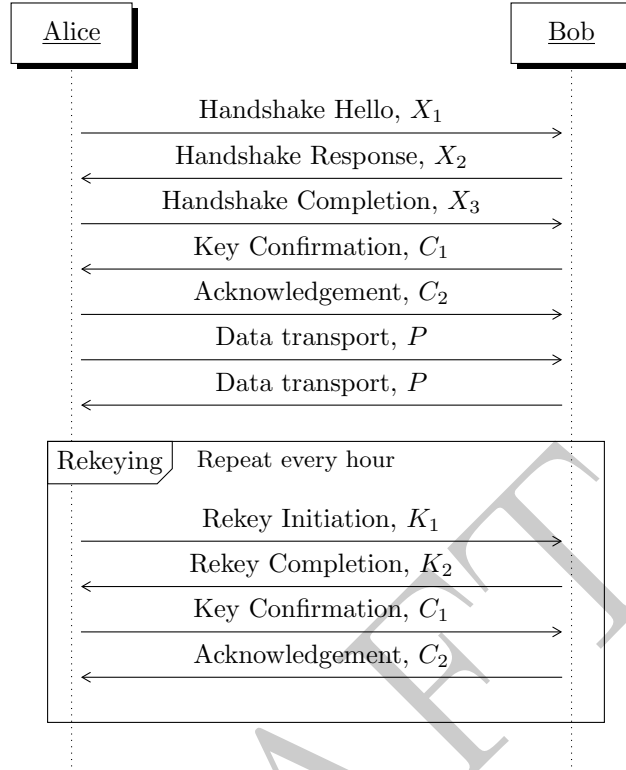 Alice Bob
Handshake Hello, X₁
Handshake Response, X₂
Handshake Completion, X₃
Key Confirmation, C₁
Acknowledgement, C₂
Data transport, P
Data transport, P
Rekeying Repeat every hour
Rekey Initiation, K₁
Rekey Completion, K₂
Key Confirmation, C₁
Acknowledgement, C₂
AFT